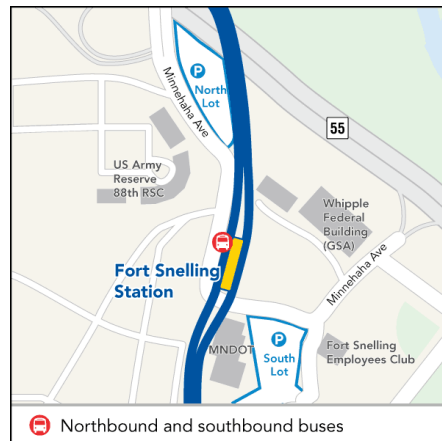 P
North
Lot
Minnehaha Ave
55
US Army
Reserve
88th RSC
Whipple
Federal
Building
(GSA)
Fort Snelling
Station
Minnehaha Ave
MNDOT
P
South
Lot
Fort Snelling
Employees Club
Northbound and southbound buses